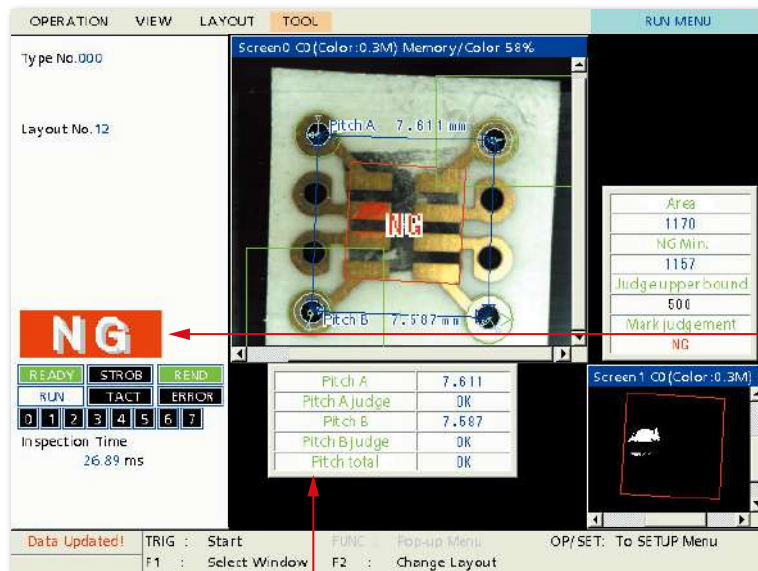 OPERATION VIEW LAYOUT TOOL RUN MENU
Type No.000
Layout No.12
Screen0 C0(Color:0.3M) Memory/Color 58%
Pitch A 7.611 mm
NG
Pitch B 7.587 mm
Area
1170
NG Min.
1157
Judge upper bound
500
Mark judgement
NG
NG
READY STROB REND
RUN TACT ERROR
0 1 2 3 4 5 6 7
Inspection Time
26.89 ms
Pitch A 7.611
Pitch A judge OK
Pitch B 7.587
Pitch B judge OK
Pitch total OK
Screen1 C0(Color:0.3M)
Data Updated! TRIG : Start FUNC : Pop-up Menu OP/SET: To SETUP Menu
F1 : Select Window F2 : Change Layout